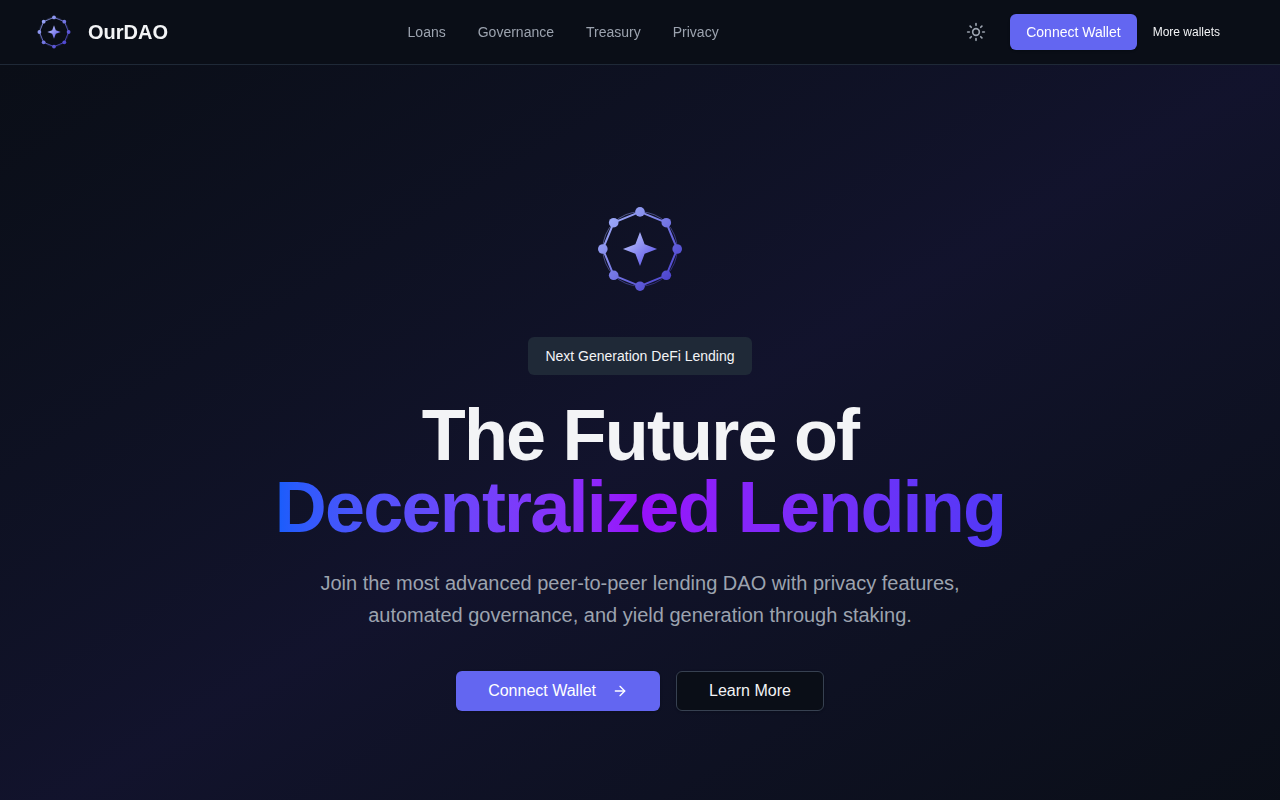 OurDAO
Loans
Governance
Treasury
Privacy
Connect Wallet
More wallets
Next Generation DeFi Lending
The Future of
Decentralized Lending
Join the most advanced peer-to-peer lending DAO with privacy features,
automated governance, and yield generation through staking.
Connect Wallet
Learn More